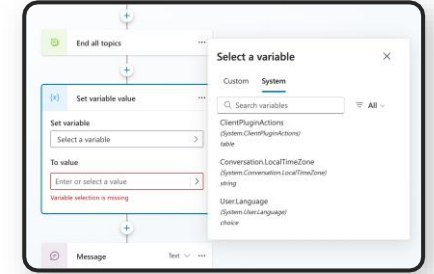 End all topics
Set variable value
Set variable
Select a variable
To value
Enter or select a value
Variable selection is missing
Message
Text
Select a variable
Custom System
Search variables
All
ClientPluginActions
(System.ClientPluginActions)
table
Conversation.LocalTimeZone
(System.Conversation.LocalTimeZone)
string
User.Language
(System.User.Language)
choice